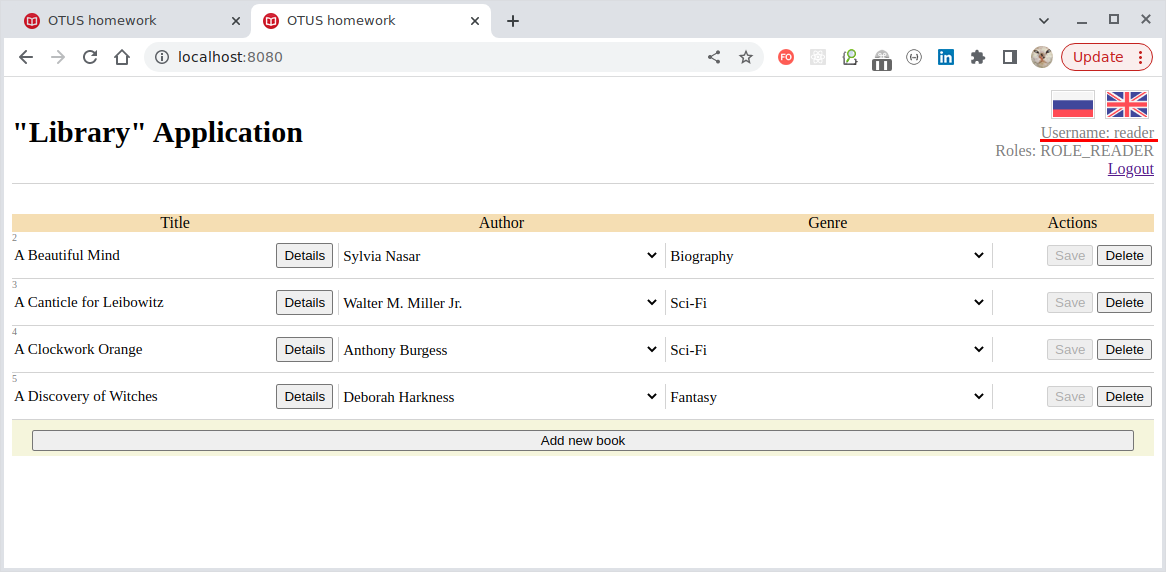 OTUS homework
OTUS homework
localhost:8080
FO
in
Update
"Library" Application
Username: reader
Roles: ROLE_READER
Logout
Title Author Genre Actions
2
A Beautiful Mind Details Sylvia Nasar Biography Save Delete
3
A Canticle for Leibowitz Details Walter M. Miller Jr. Sci-Fi Save Delete
4
A Clockwork Orange Details Anthony Burgess Sci-Fi Save Delete
5
A Discovery of Witches Details Deborah Harkness Fantasy Save Delete
Add new book